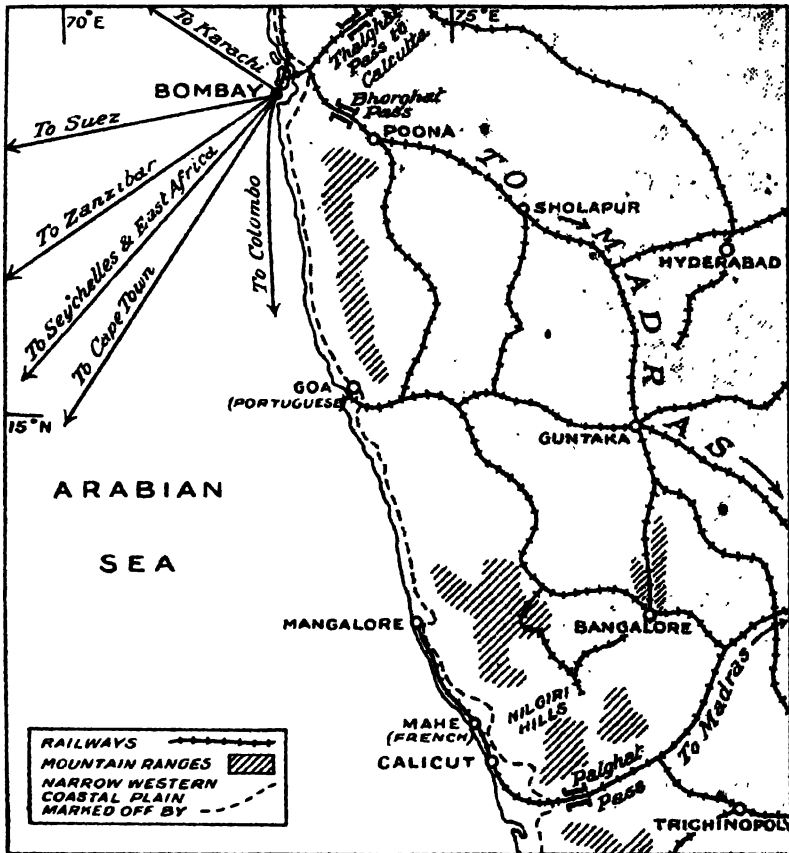 70°E
75°E
To Karachi
Thalghat
Pass to
Calcutta
BOMBAY
Bhorghat
Pass
POONA
To Suez
To Zanzibar
To Seychelles & East Africa
To Cape Town
To Columbo
TO MADRAS
SHOLAPUR
HYDERABAD
GOA
(PORTUGUESE)
15°N
GUNTAKA
ARABIAN
SEA
MANGALORE
BANGALORE
NILGIRI
HILLS
MAHE
(FRENCH)
CALICUT
To Madras
Palghat
Pass
TRICHINOPOLY
RAILWAYS
MOUNTAIN RANGES
NARROW WESTERN
COASTAL PLAIN
MARKED OFF BY